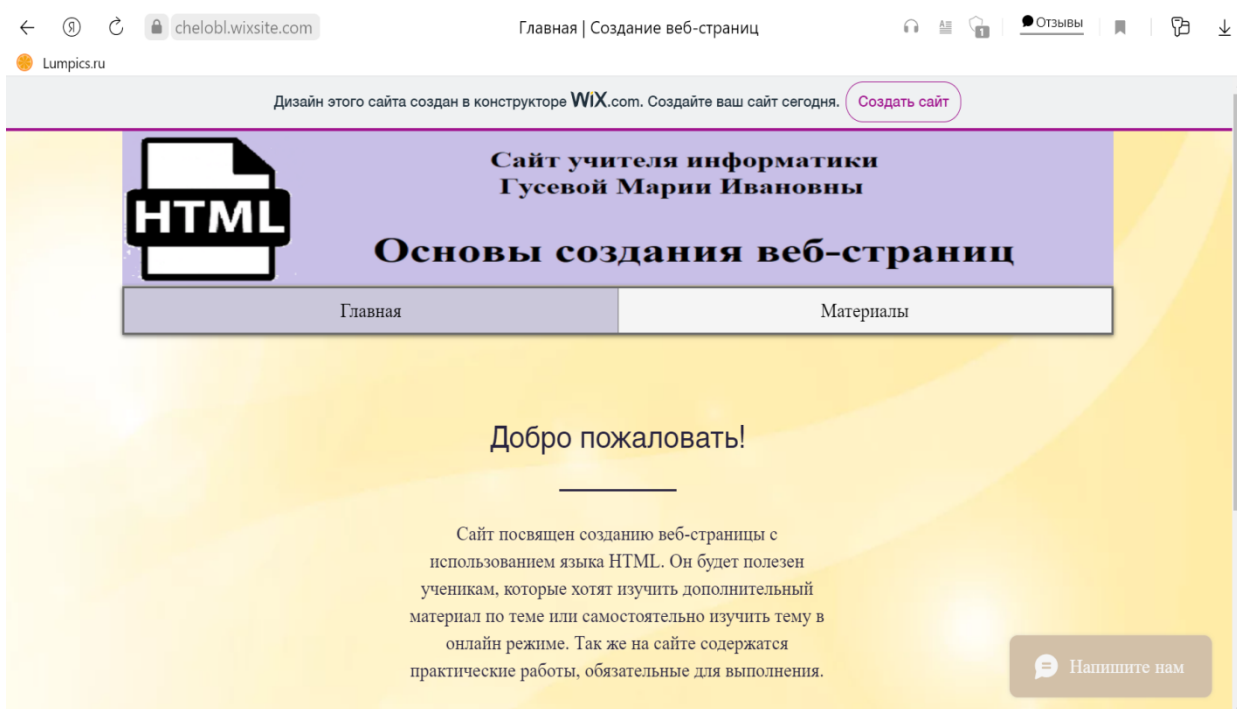 chelobl.wixsite.com
Главная | Создание веб-страниц
1
Отзывы
Lumpics.ru
Дизайн этого сайта создан в конструкторе WiX.com. Создайте ваш сайт сегодня.
Создать сайт
HTML
Сайт учителя информатики
Гусевой Марии Ивановны
Основы создания веб-страниц
Главная
Материалы
Добро пожаловать!
Сайт посвящен созданию веб-страницы с
использованием языка HTML. Он будет полезен
ученикам, которые хотят изучить дополнительный
материал по теме или самостоятельно изучить тему в
онлайн режиме. Так же на сайте содержатся
практические работы, обязательные для выполнения.
Напишите нам